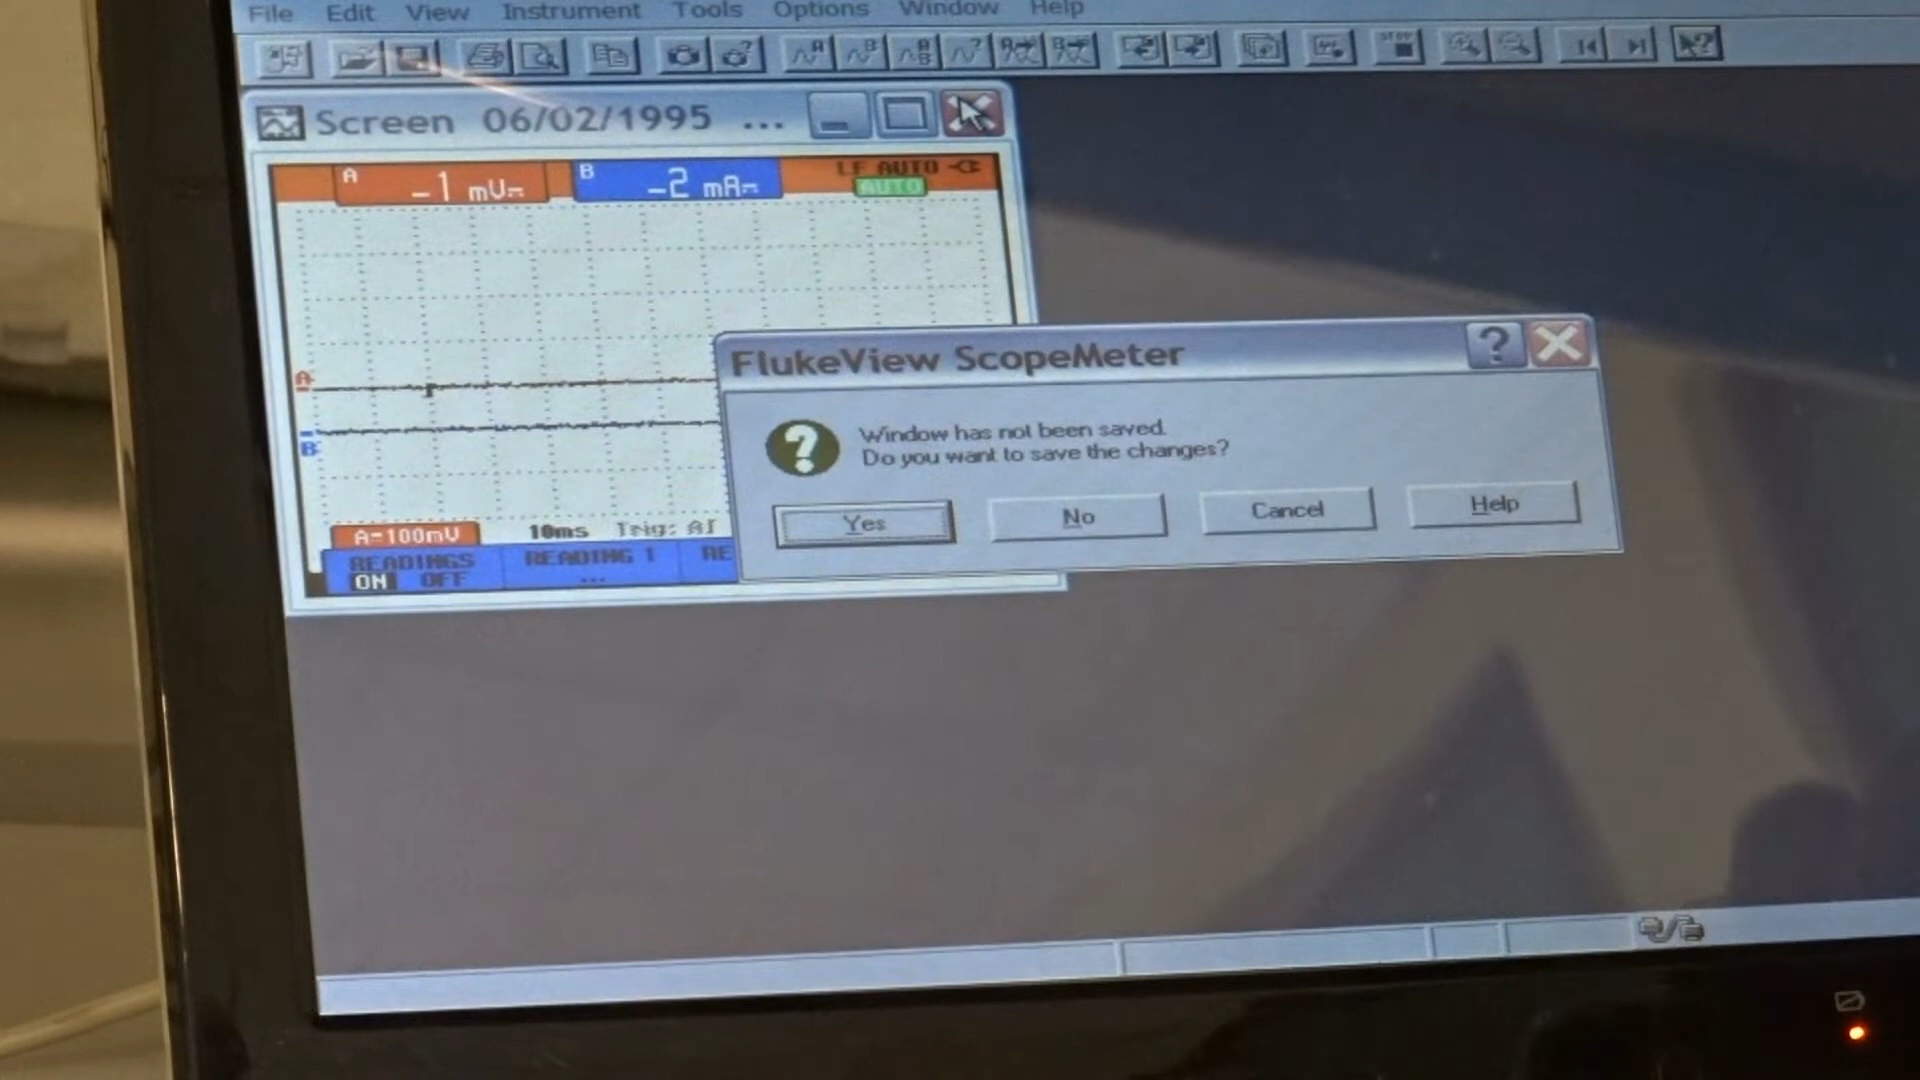 File Edit View Instrument Tools Options Window Help
Screen 06/02/1995 ...
A -1 mV B -2 mA LF AUTO
AUTO
A
B
A=100mV 10ms Trig:
READINGS READING 1
ON OFF ...
FlukeView ScopeMeter
Window has not been saved.
Do you want to save the changes?
Yes No Cancel Help